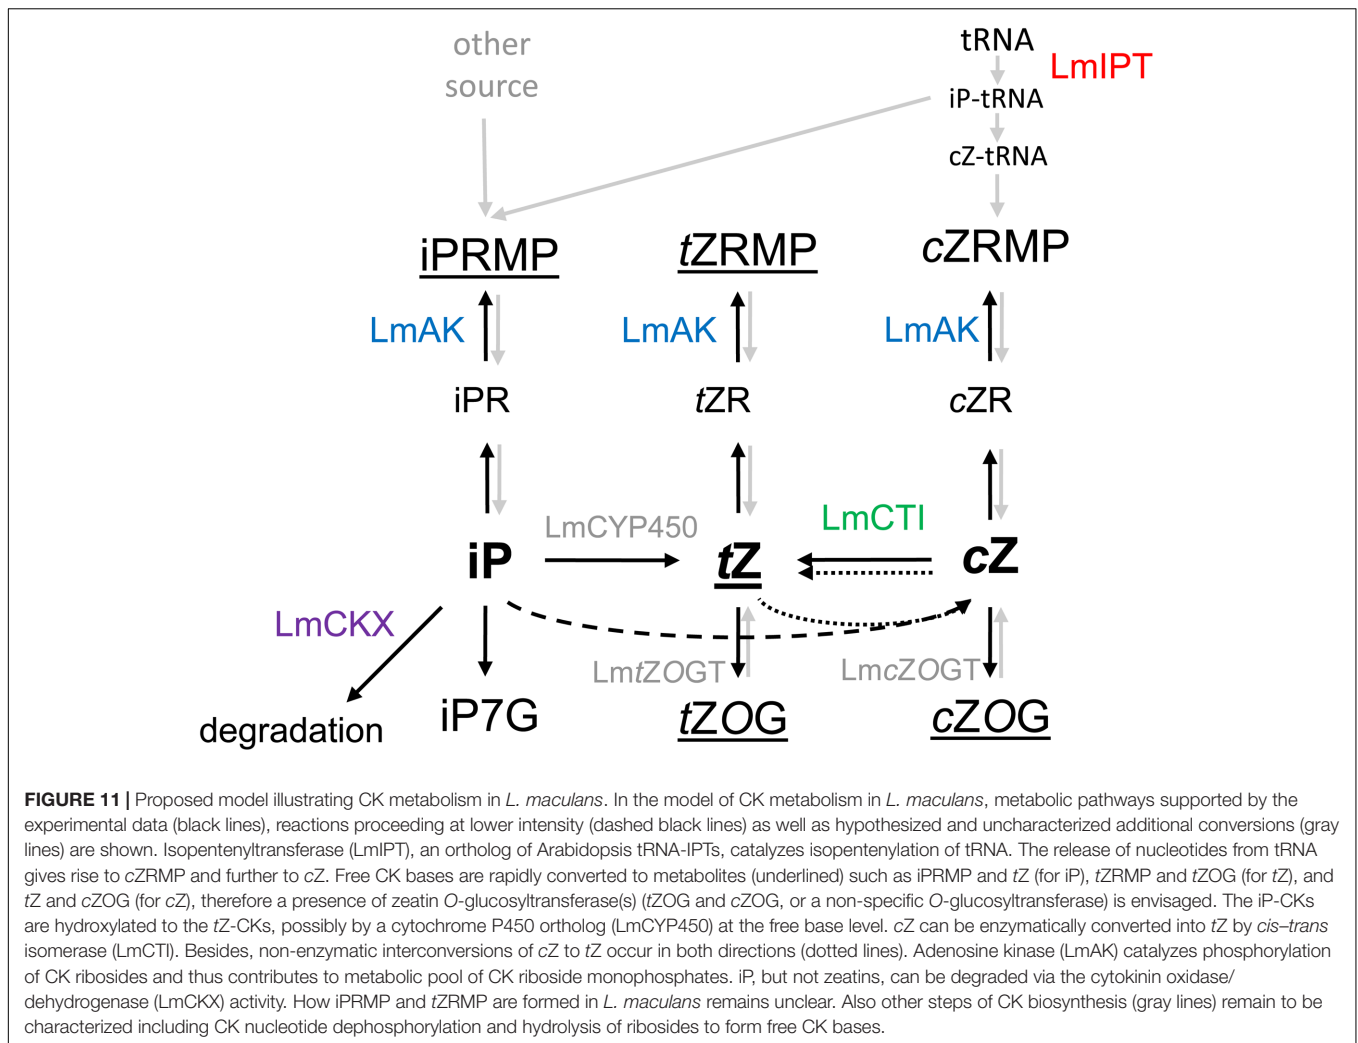 other
source
tRNA
LmIPT
iP-tRNA
cZ-tRNA
iPRMP
tZRMP
cZRMP
LmAK
LmAK
LmAK
iPR
tZR
cZR
LmCYP450
LmCTI
iP
tZ
cZ
LmCKX
LmtZOGT
LmcZOGT
degradation
iP7G
tZOG
cZOG
FIGURE 11 | Proposed model illustrating CK metabolism in L. maculans. In the model of CK metabolism in L. maculans, metabolic pathways supported by the
experimental data (black lines), reactions proceeding at lower intensity (dashed black lines) as well as hypothesized and uncharacterized additional conversions (gray
lines) are shown. Isopentenyltransferase (LmIPT), an ortholog of Arabidopsis tRNA-IPTs, catalyzes isopentenylation of tRNA. The release of nucleotides from tRNA
gives rise to cZRMP and further to cZ. Free CK bases are rapidly converted to metabolites (underlined) such as iPRMP and tZ (for iP), tZRMP and tZOG (for tZ), and
tZ and cZOG (for cZ), therefore a presence of zeatin O-glucosyltransferase(s) (tZOG and cZOG, or a non-specific O-glucosyltransferase) is envisaged. The iP-CKs
are hydroxylated to the tZ-CKs, possibly by a cytochrome P450 ortholog (LmCYP450) at the free base level. cZ can be enzymatically converted into tZ by cis–trans
isomerase (LmCTI). Besides, non-enzymatic interconversions of cZ to tZ occur in both directions (dotted lines). Adenosine kinase (LmAK) catalyzes phosphorylation
of CK ribosides and thus contributes to metabolic pool of CK riboside monophosphates. iP, but not zeatins, can be degraded via the cytokinin oxidase/
dehydrogenase (LmCKX) activity. How iPRMP and tZRMP are formed in L. maculans remains unclear. Also other steps of CK biosynthesis (gray lines) remain to be
characterized including CK nucleotide dephosphorylation and hydrolysis of ribosides to form free CK bases.